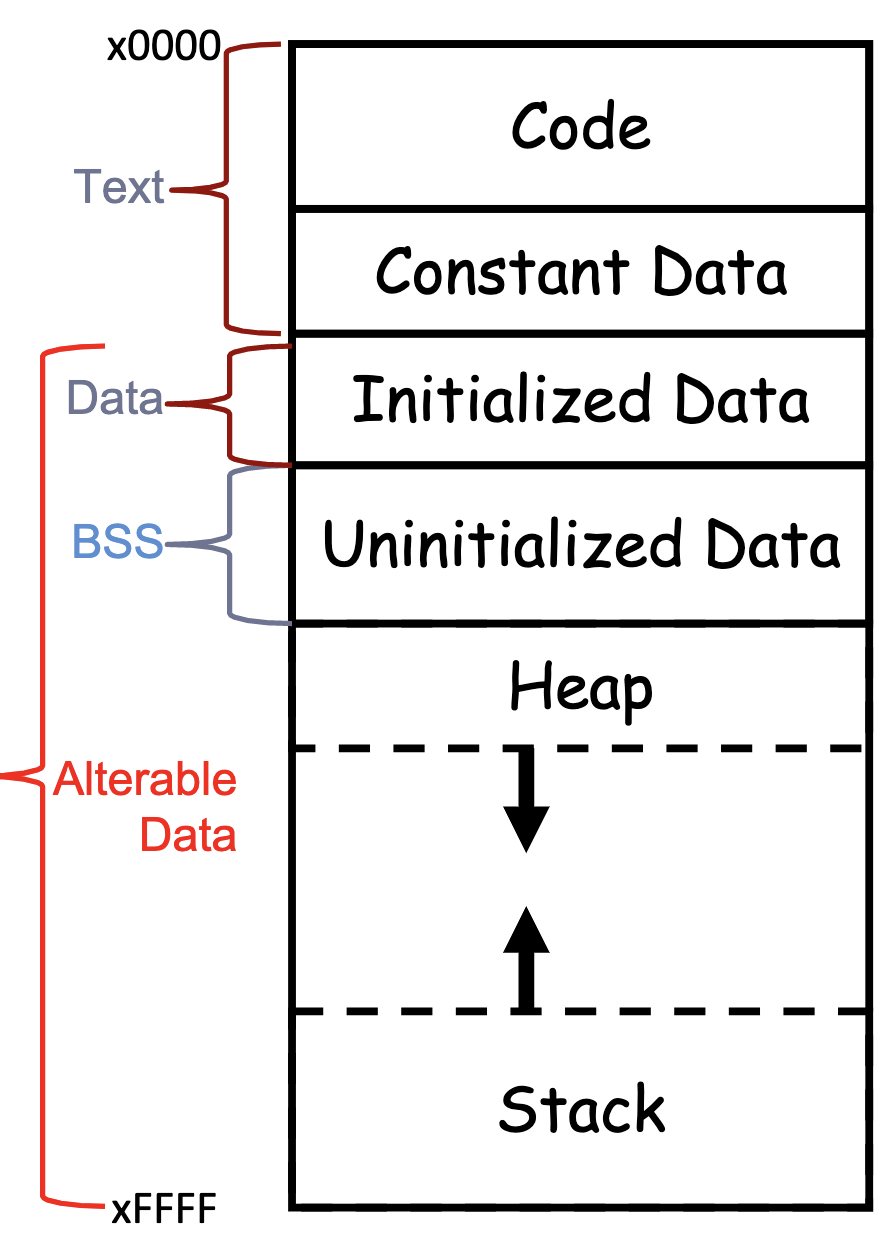 x0000
Code
Text
Constant Data
Data
Initialized Data
BSS
Uninitialized Data
Heap
Alterable
Data
Stack
xFFFF